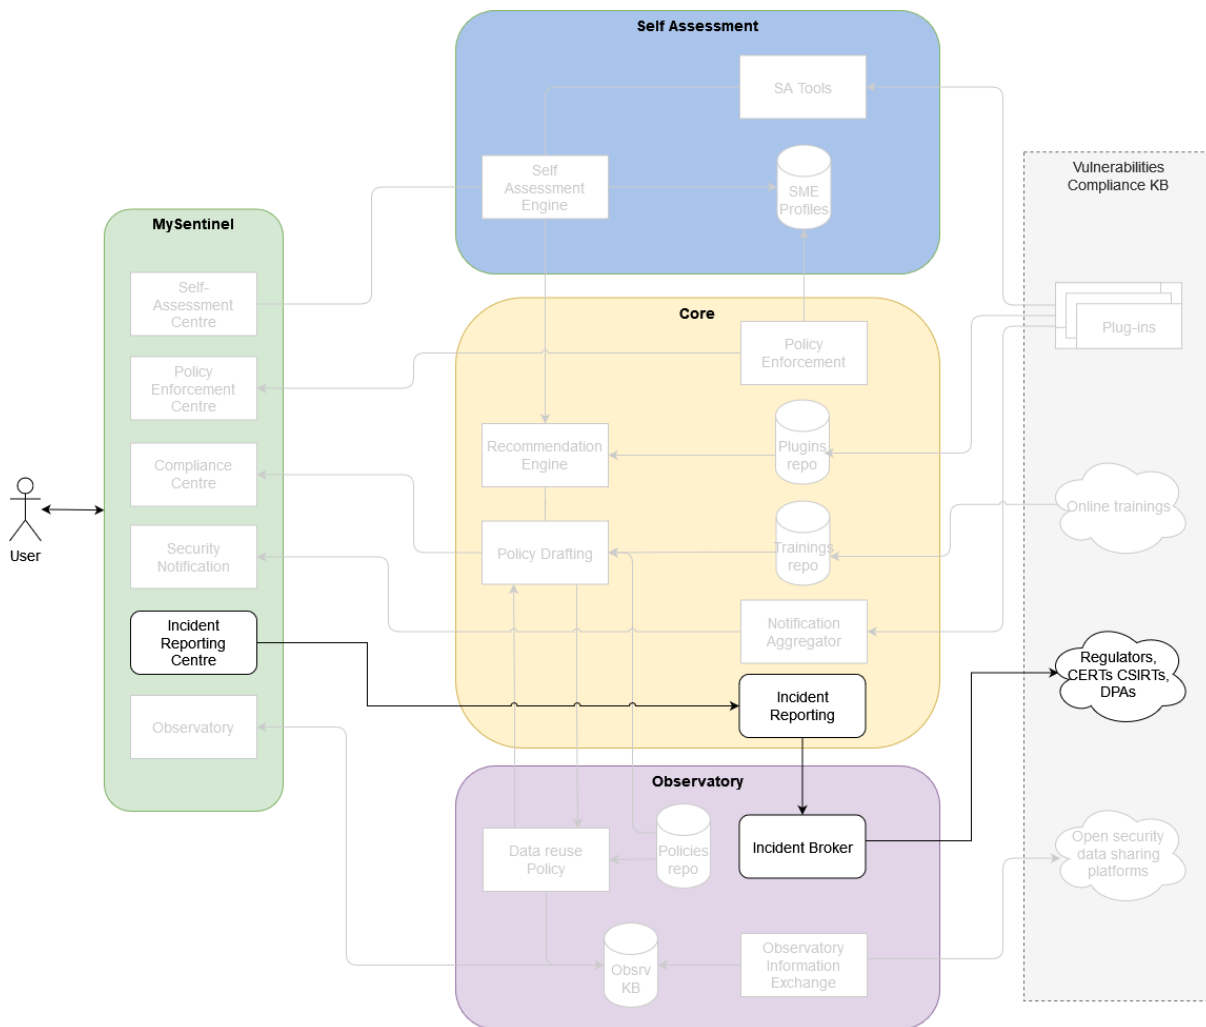 Self Assessment
SA Tools
Self
Assessment
Engine
SME
Profiles
Vulnerabilities
Compliance KB
MySentinel
Self-
Assessment
Centre
Policy
Enforcement
Centre
Compliance
Centre
Security
Notification
Incident
Reporting
Centre
Observatory
User
Core
Policy
Enforcement
Recommendation
Engine
Plugins
repo
Policy Drafting
Trainings
repo
Notification
Aggregator
Incident
Reporting
Plug-ins
Online trainings
Regulators,
CERTs CSIRTs,
DPAs
Open security
data sharing
platforms
Observatory
Data reuse
Policy
Policies
repo
Incident Broker
Obsrv
KB
Observatory
Information
Exchange